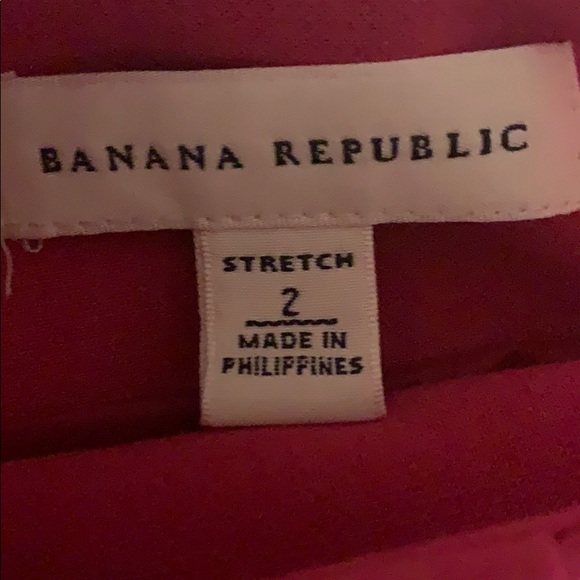 BANANA REPUBLIC
STRETCH
2
MADE IN
PHILIPPINES